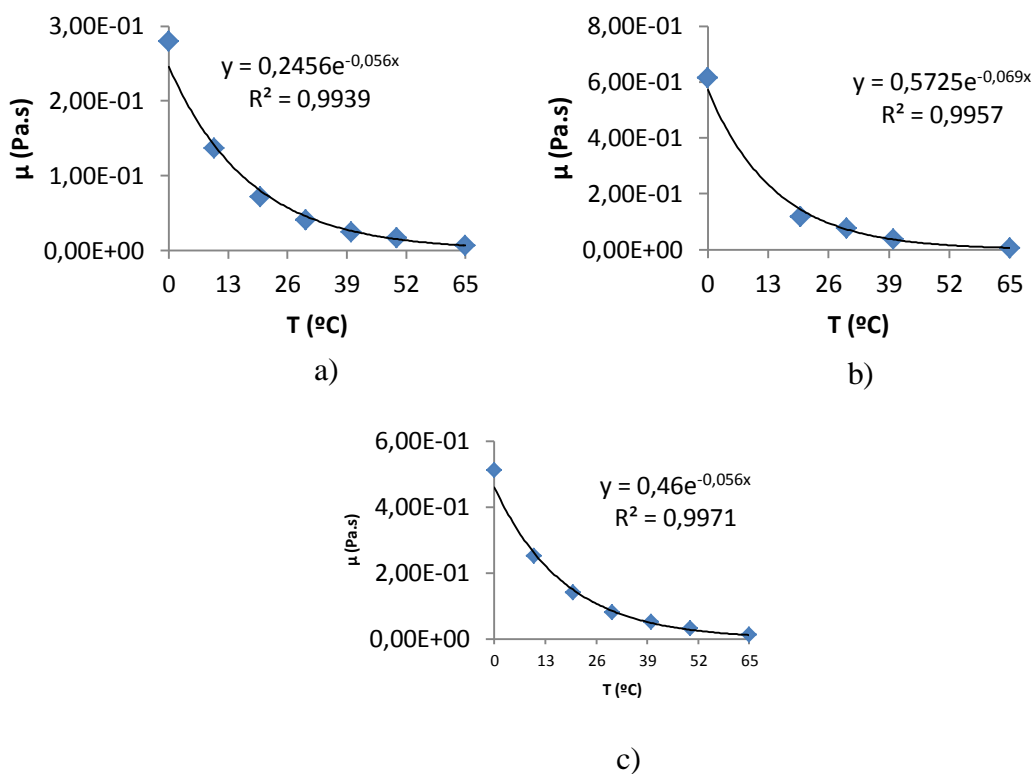 3,00E-01
2,00E-01
1,00E-01
0,00E+00
µ (Pa.s)
y = 0,2456e^-0,056x
R² = 0,9939
0 13 26 39 52 65
T (ºC)
a)
8,00E-01
6,00E-01
4,00E-01
2,00E-01
0,00E+00
µ (Pa.s)
y = 0,5725e^-0,069x
R² = 0,9957
0 13 26 39 52 65
T (ºC)
b)
6,00E-01
4,00E-01
2,00E-01
0,00E+00
µ (Pa.s)
y = 0,46e^-0,056x
R² = 0,9971
0 13 26 39 52 65
T (ºC)
c)